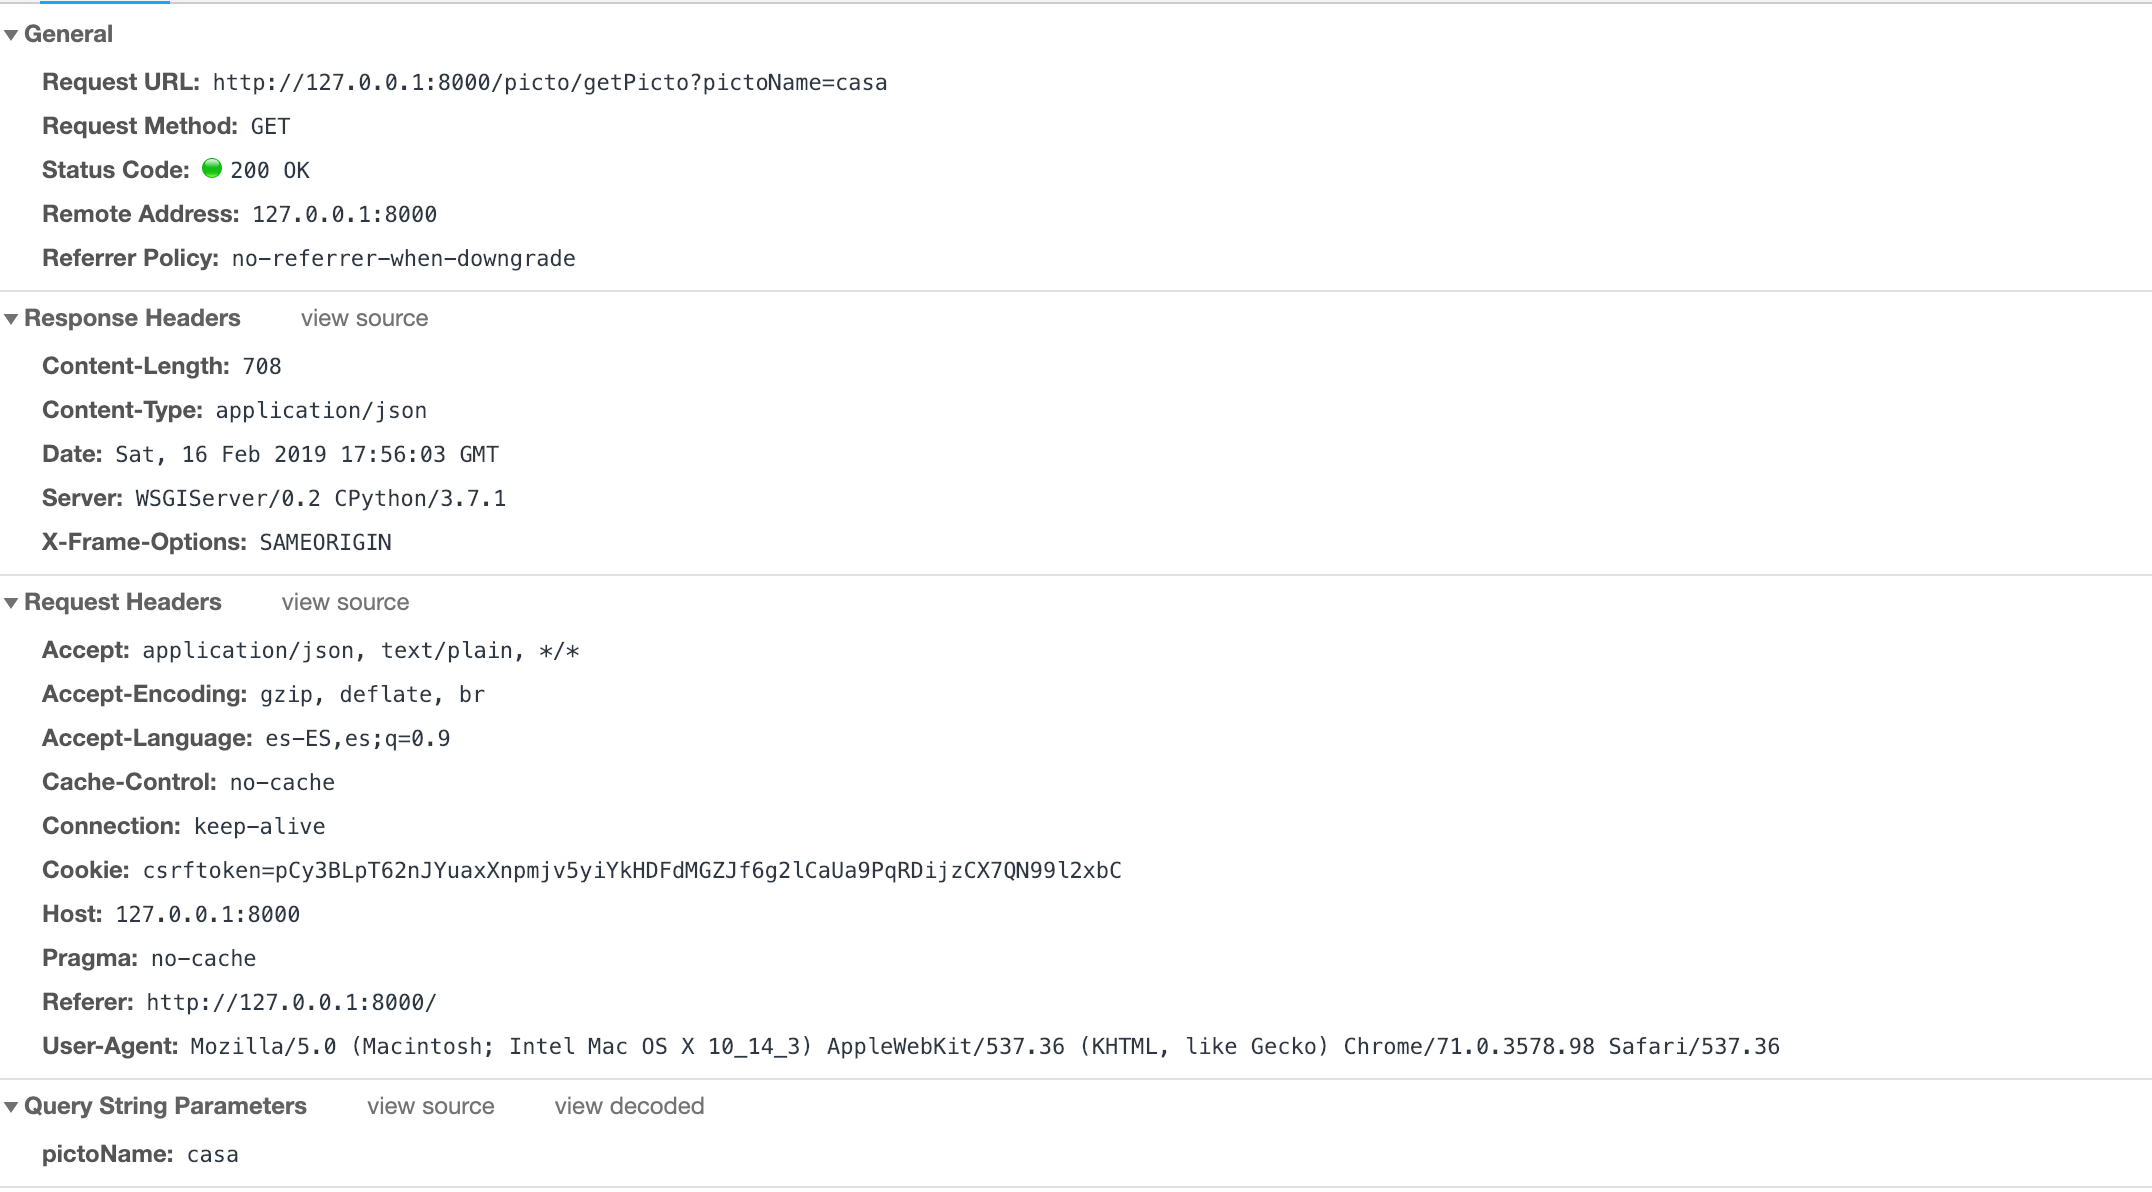 General
Request URL: http://127.0.0.1:8000/picto/getPicto?pictoName=casa
Request Method: GET
Status Code: 200 OK
Remote Address: 127.0.0.1:8000
Referrer Policy: no-referrer-when-downgrade
Response Headers view source
Content-Length: 708
Content-Type: application/json
Date: Sat, 16 Feb 2019 17:56:03 GMT
Server: WSGIServer/0.2 CPython/3.7.1
X-Frame-Options: SAMEORIGIN
Request Headers view source
Accept: application/json, text/plain, */*
Accept-Encoding: gzip, deflate, br
Accept-Language: es-ES,es;q=0.9
Cache-Control: no-cache
Connection: keep-alive
Cookie: csrftoken=pCy3BLpT62nJYuaxXnpmjv5yiYkHDFdMGZJf6g2lCaUa9PqRDijzCX7QN99l2xbC
Host: 127.0.0.1:8000
Pragma: no-cache
Referer: http://127.0.0.1:8000/
User-Agent: Mozilla/5.0 (Macintosh; Intel Mac OS X 10_14_3) AppleWebKit/537.36 (KHTML, like Gecko) Chrome/71.0.3578.98 Safari/537.36
Query String Parameters view source view decoded
pictoName: casa